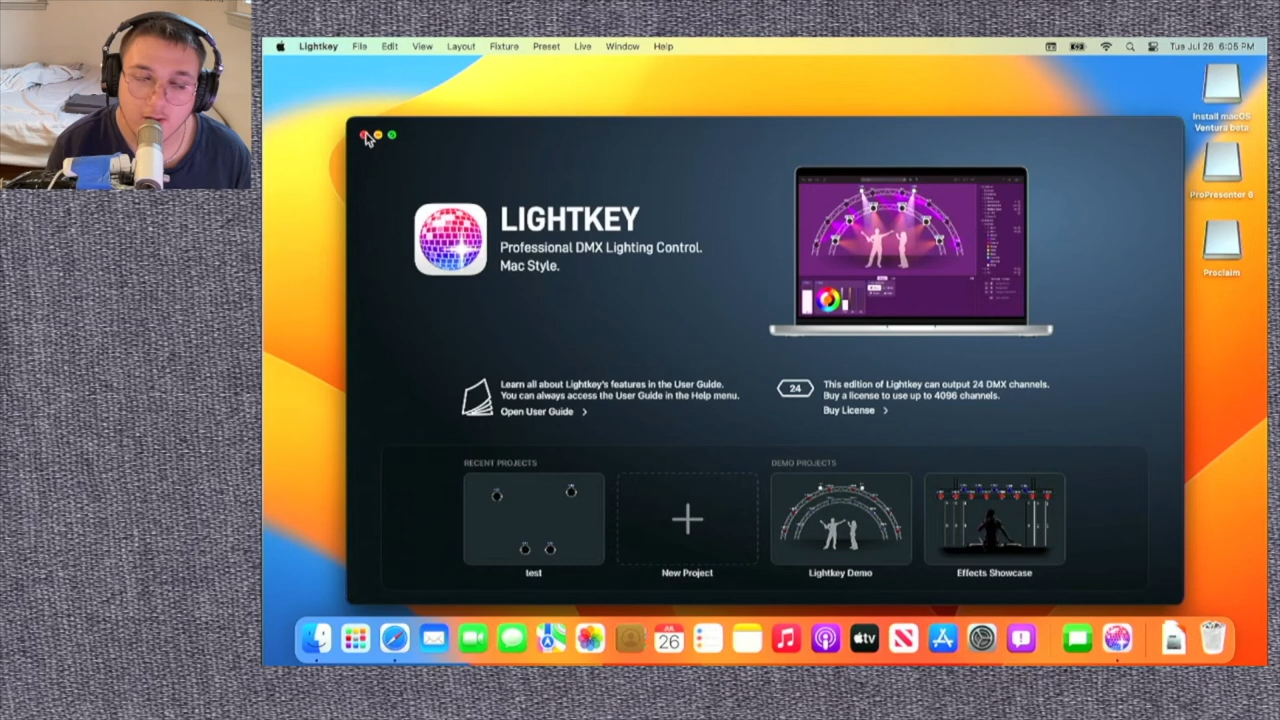 Lightkey File Edit View Layout Fixture Preset Live Window Help
Tue Jul 26 6:05 PM
Install macOS
Ventura beta
ProPresenter 6
Proclaim
LIGHTKEY
Professional DMX Lighting Control.
Mac Style.
Learn all about Lightkey's features in the User Guide.
You can always access the User Guide in the Help menu.
Open User Guide >
24
This edition of Lightkey can output 24 DMX channels.
Buy a license to use up to 4096 channels.
Buy License >
RECENT PROJECTS
DEMO PROJECTS
test
New Project
Lightkey Demo
Effects Showcase
JUL
26
tv